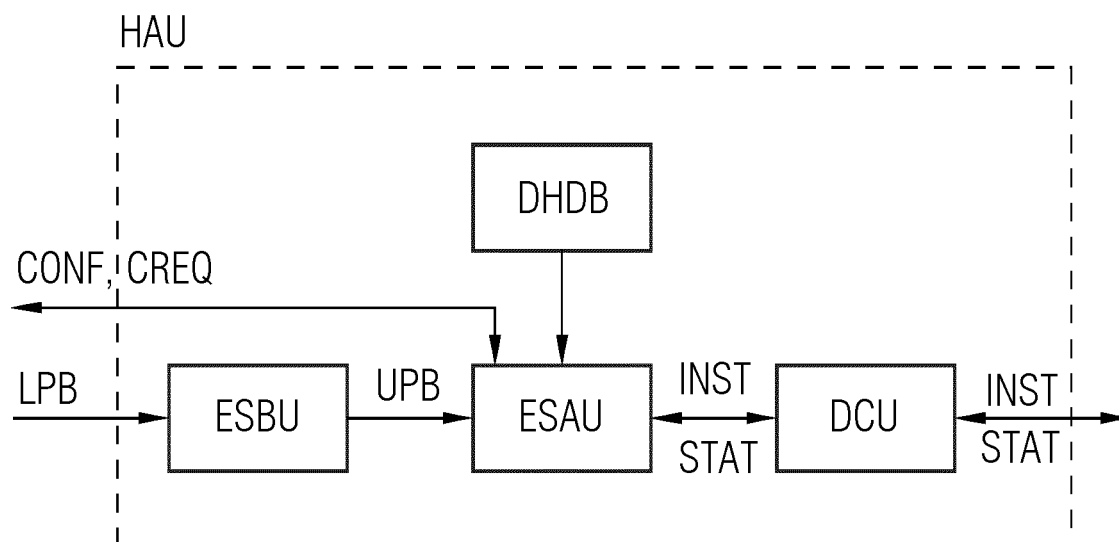 HAU
DHDB
CONF, CREQ
LPB
ESBU
UPB
ESAU
INST
STAT
DCU
INST
STAT